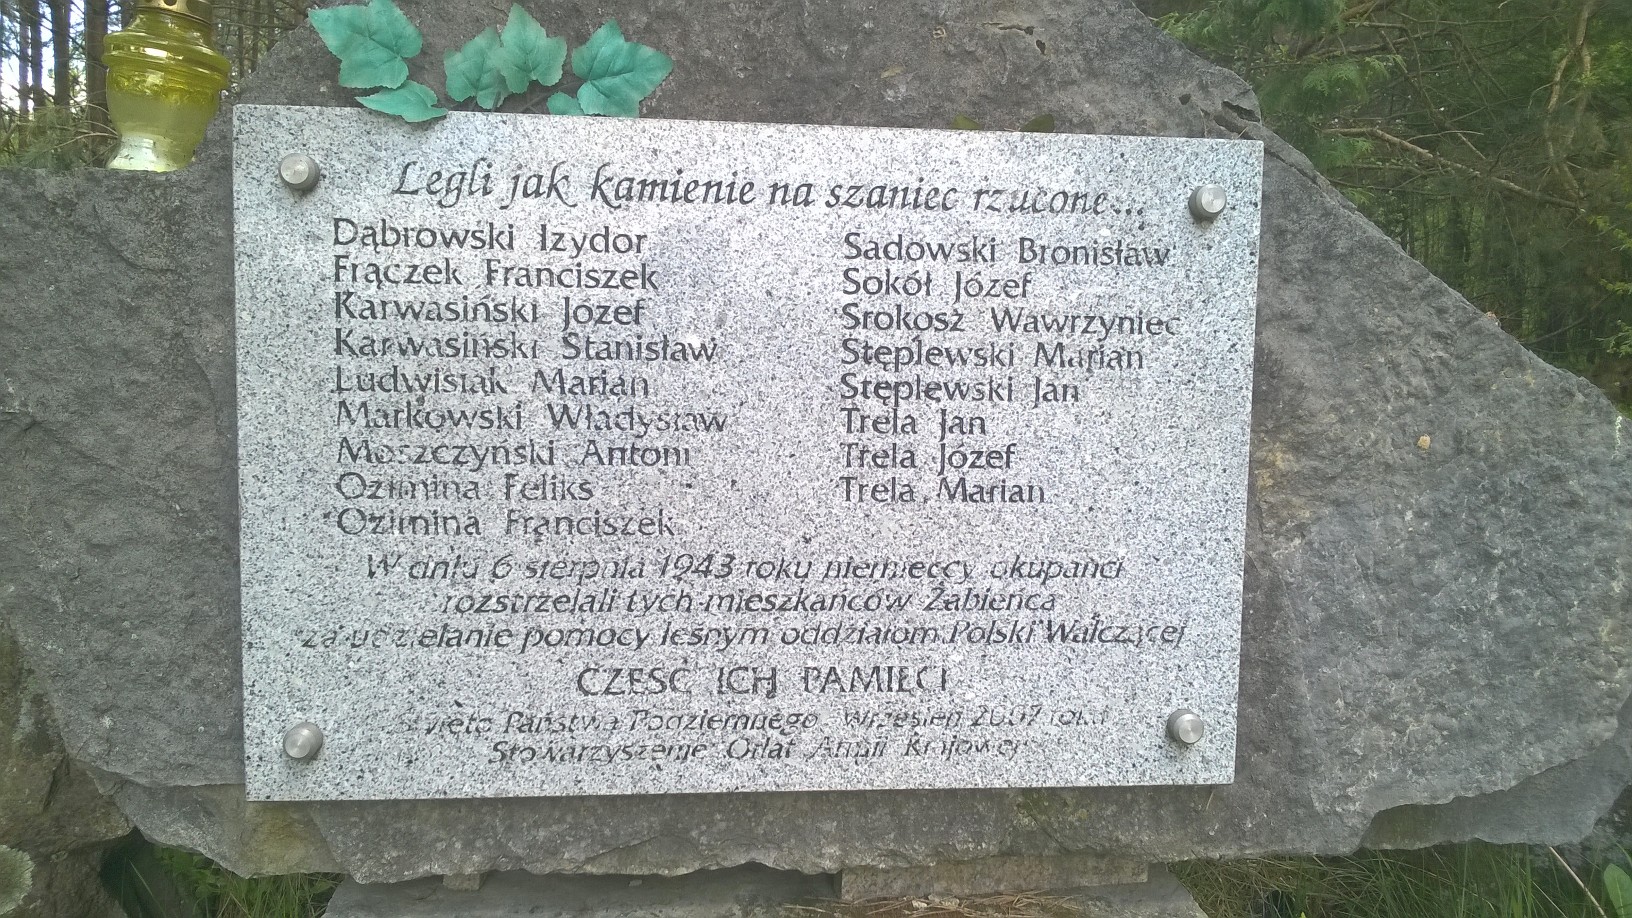 Legli jak kamienie na szaniec rzucone...
Dąbrowski Izydor
Frączek Franciszek
Karwasiński Józef
Karwasiński Stanisław
Ludwisiak Marian
Markowski Władysław
Moszczyński Antoni
Ozimina Feliks
Ozimina Franciszek
Sadowski Bronisław
Sokół Józef
Srokosz Wawrzyniec
Stęplewski Marian
Stęplewski Jan
Trela Jan
Trela Józef
Trela Marian
W dniu 6 sierpnia 1943 roku niemieccy okupanci
rozstrzelali tych mieszkańców Żabieńca
za udzielanie pomocy leśnym oddziałom Polski Walczącej
CZEŚĆ ICH PAMIĘCI
Święto Państwa Podziemnego - wrzesień 2007 roku
Stowarzyszenie Orląt Armii Krajowej